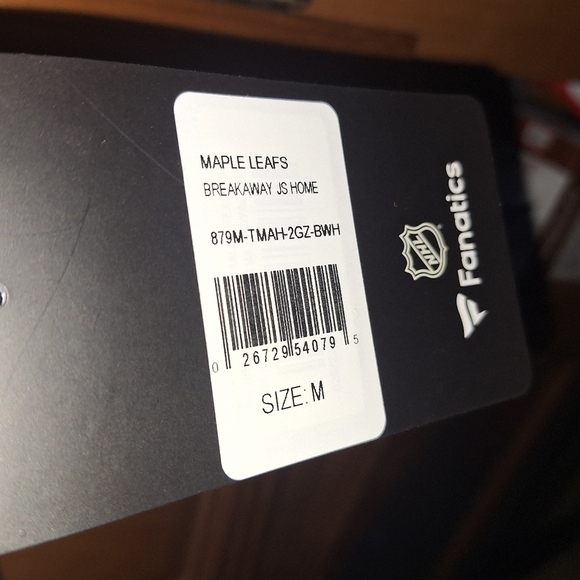 MAPLE LEAFS
BREAKAWAY JS HOME
879M-TMAH-2GZ-BWH
0 26729 54079 5
SIZE: M
NHL
Fanatics